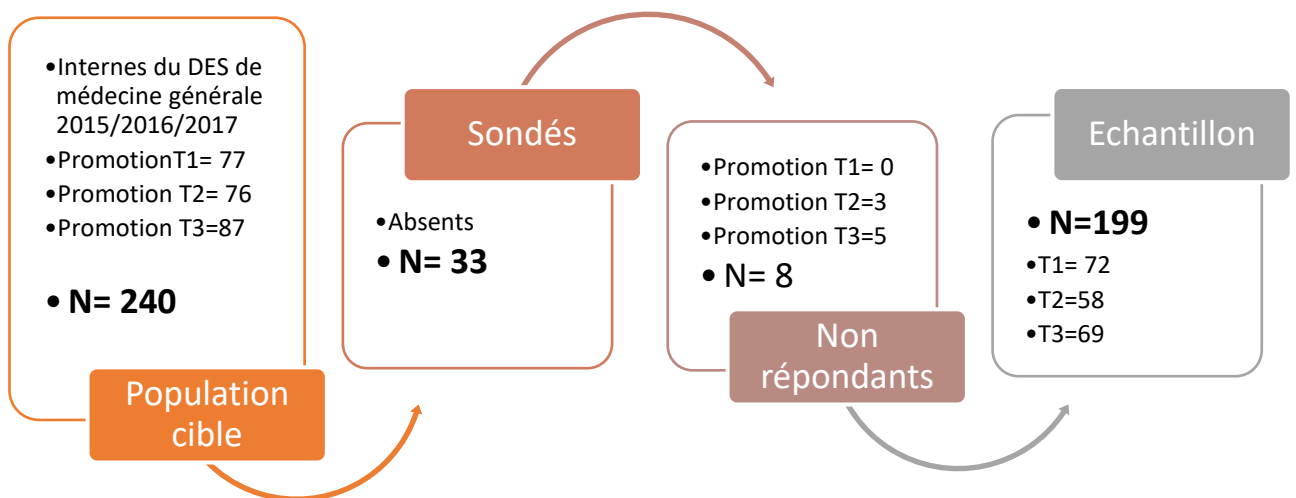 •Internes du DES de
médecine générale
2015/2016/2017
•PromotionT1= 77
•Promotion T2= 76
•Promotion T3=87
• N= 240
Population
cible
Sondés
•Absents
• N= 33
•Promotion T1= 0
•Promotion T2=3
•Promotion T3=5
• N= 8
Non
répondants
Echantillon
• N=199
•T1= 72
•T2=58
•T3=69